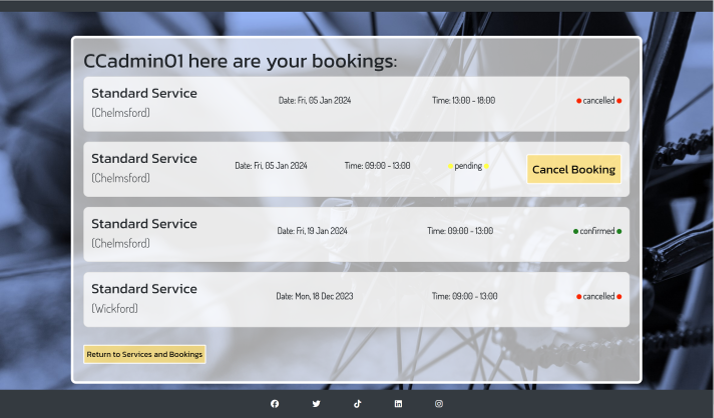 CCadmin01 here are your bookings:
Standard Service
(Chelmsford)
Date: Fri, 05 Jan 2024
Time: 13:00 - 18:00
cancelled
Standard Service
(Chelmsford)
Date: Fri, 05 Jan 2024
Time: 09:00 - 13:00
pending
Cancel Booking
Standard Service
(Chelmsford)
Date: Fri, 19 Jan 2024
Time: 09:00 - 13:00
confirmed
Standard Service
(Wickford)
Date: Mon, 18 Dec 2023
Time: 09:00 - 13:00
cancelled
Return to Services and Bookings